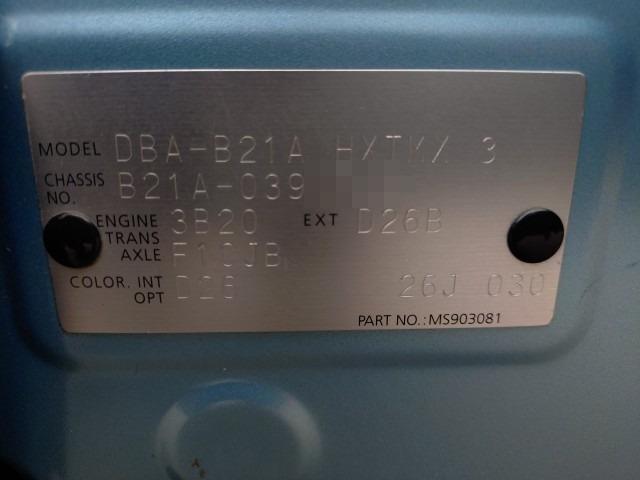 MODEL DBA-B21A HXTMX 3
CHASSIS NO. B21A-039
ENGINE 3B20 EXT D26B
TRANS AXLE F1CJB
COLOR. INT OPT D26 26J 030
PART NO.:MS903081